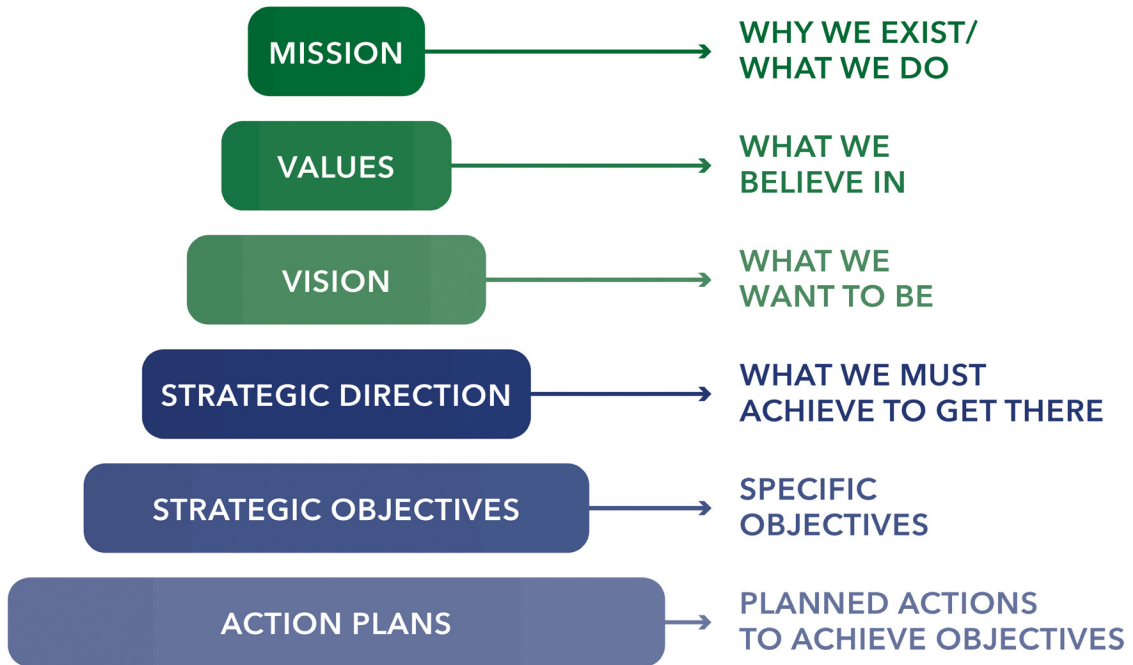 MISSION
WHY WE EXIST/
WHAT WE DO
VALUES
WHAT WE
BELIEVE IN
VISION
WHAT WE
WANT TO BE
STRATEGIC DIRECTION
WHAT WE MUST
ACHIEVE TO GET THERE
STRATEGIC OBJECTIVES
SPECIFIC
OBJECTIVES
ACTION PLANS
PLANNED ACTIONS
TO ACHIEVE OBJECTIVES